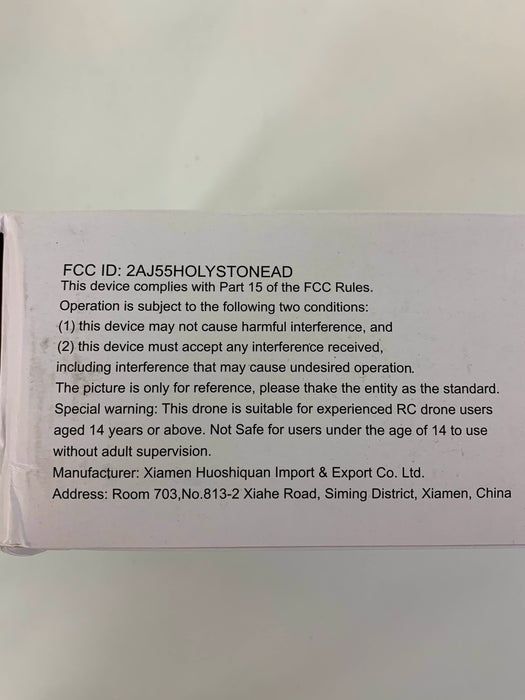 FCC ID: 2AJ55HOLYSTONEAD
This device complies with Part 15 of the FCC Rules.
Operation is subject to the following two conditions:
(1) this device may not cause harmful interference, and
(2) this device must accept any interference received,
including interference that may cause undesired operation.
The picture is only for reference, please thake the entity as the standard.
Special warning: This drone is suitable for experienced RC drone users
aged 14 years or above. Not Safe for users under the age of 14 to use
without adult supervision.
Manufacturer: Xiamen Huoshiquan Import & Export Co. Ltd.
Address: Room 703,No.813-2 Xiahe Road, Siming District, Xiamen, China